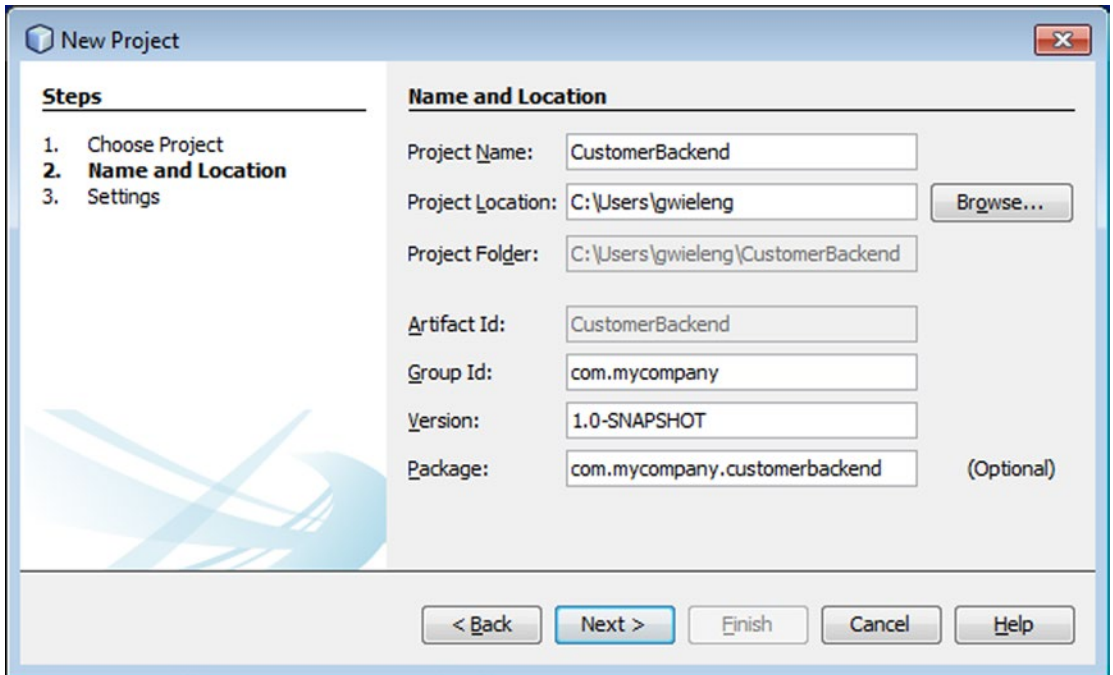 New Project
Steps
1. Choose Project
2. Name and Location
3. Settings
Name and Location
Project Name: CustomerBackend
Project Location: C:\Users\gwieleng Browse...
Project Folder: C:\Users\gwieleng\CustomerBackend
Artifact Id: CustomerBackend
Group Id: com.mycompany
Version: 1.0-SNAPSHOT
Package: com.mycompany.customerbackend (Optional)
< Back Next > Finish Cancel Help